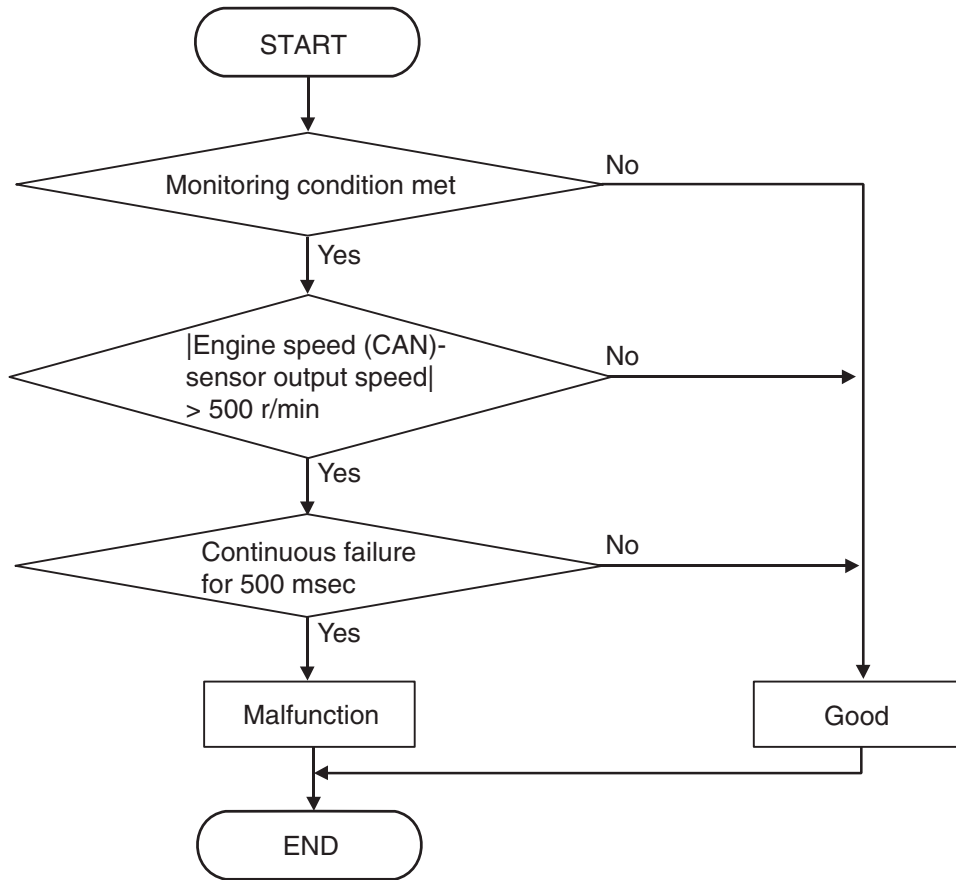 START
Monitoring condition met
No
Yes
|Engine speed (CAN)-
sensor output speed|
> 500 r/min
No
Yes
Continuous failure
for 500 msec
No
Yes
Malfunction
Good
END